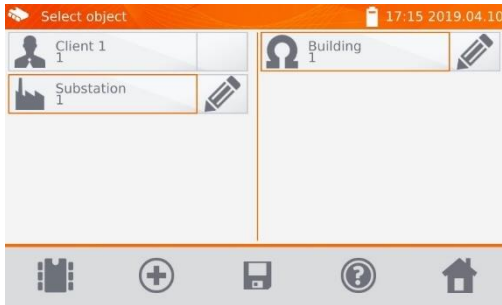 Select object
17:15 2019.04.10
Client 1
1
Substation
1
Building
1